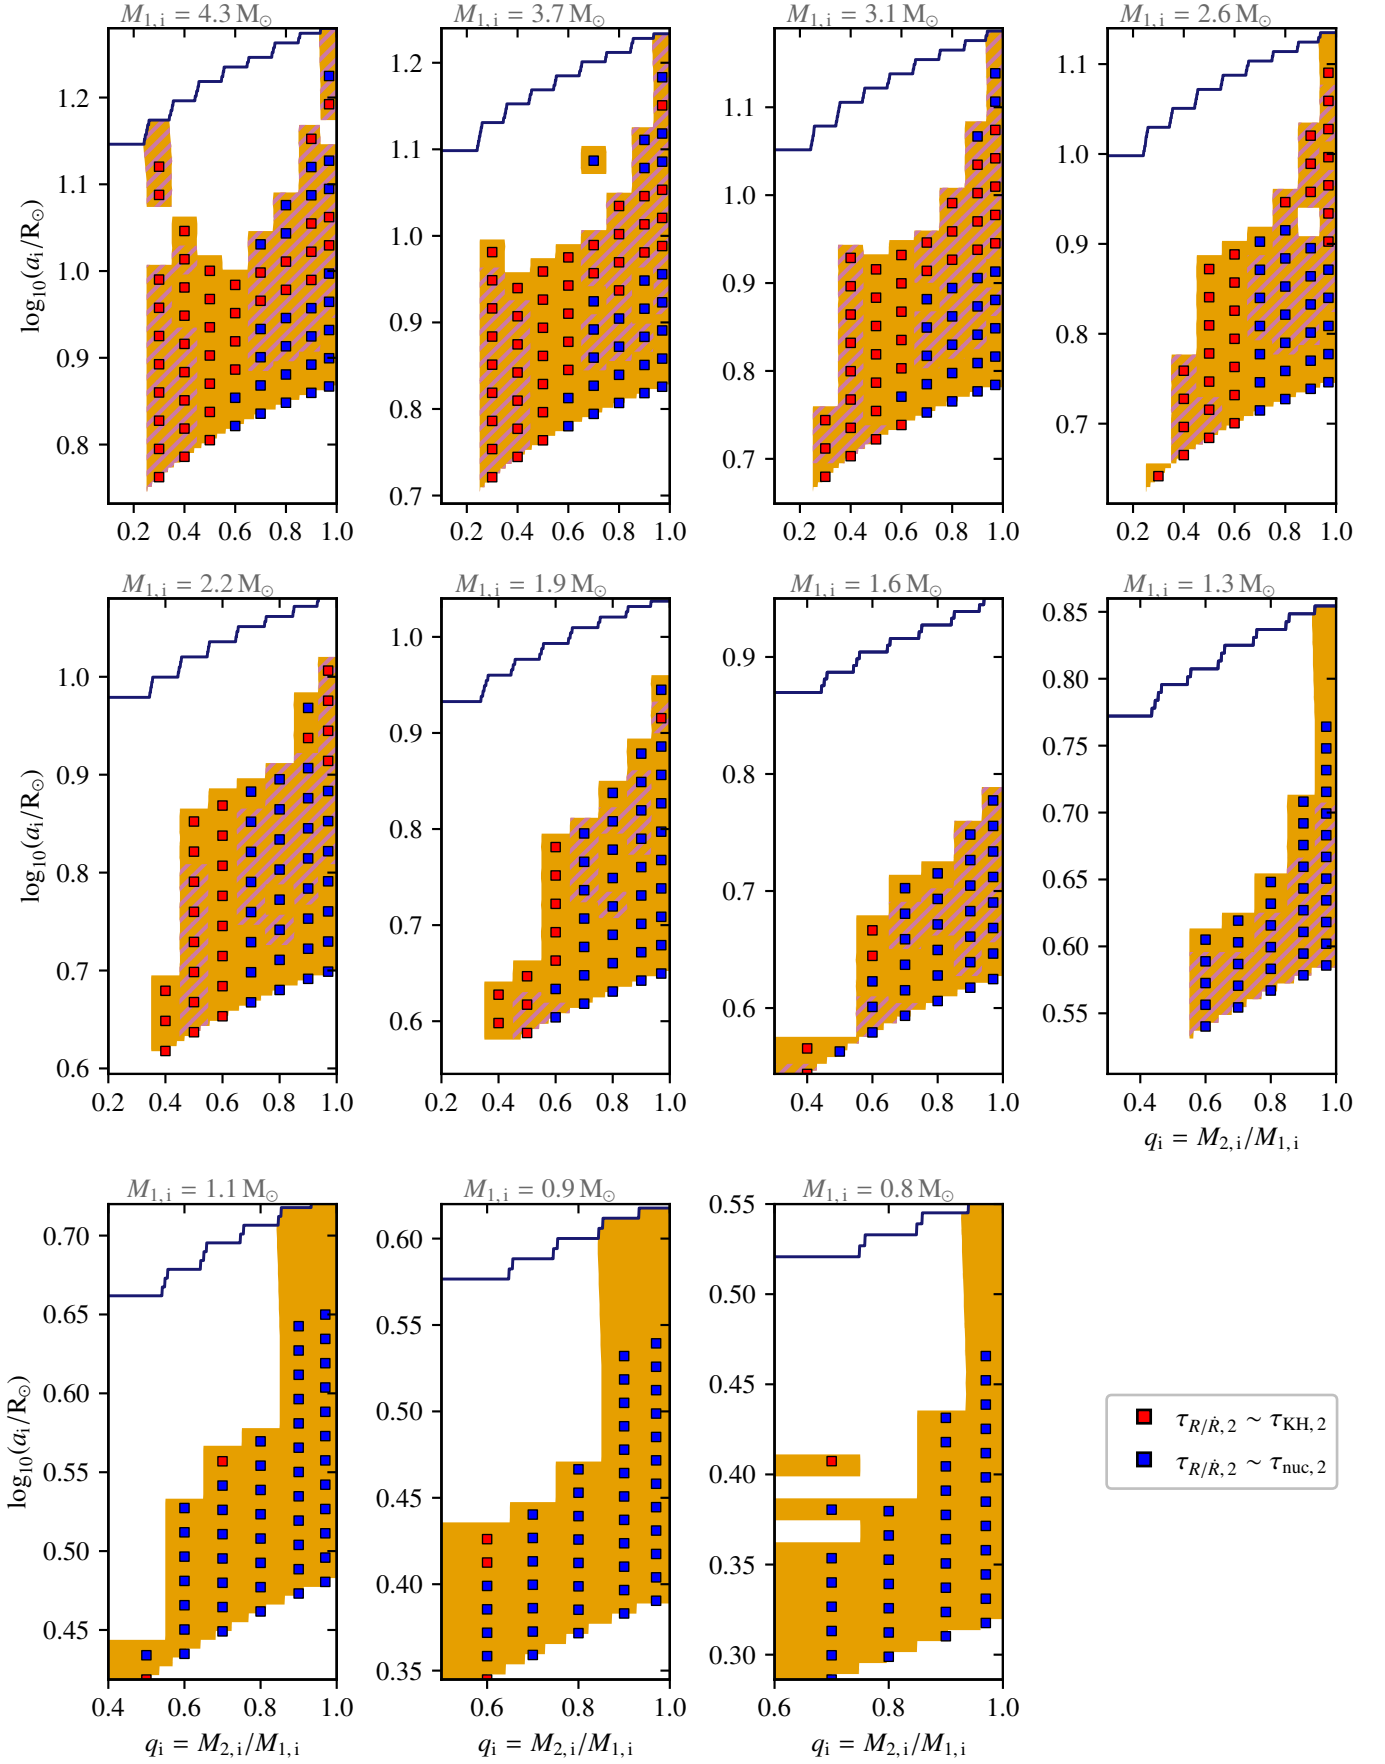 M₁,ᵢ = 4.3 M☉ M₁,ᵢ = 3.7 M☉ M₁,ᵢ = 3.1 M☉ M₁,ᵢ = 2.6 M☉
log₁₀(aᵢ/R☉)
1.2
1.1
1.0
0.9
0.8
0.2 0.4 0.6 0.8 1.0
1.2
1.1
1.0
0.9
0.8
0.7
0.2 0.4 0.6 0.8 1.0
1.1
1.0
0.9
0.8
0.7
0.2 0.4 0.6 0.8 1.0
1.1
1.0
0.9
0.8
0.7
0.2 0.4 0.6 0.8 1.0
M₁,ᵢ = 2.2 M☉ M₁,ᵢ = 1.9 M☉ M₁,ᵢ = 1.6 M☉ M₁,ᵢ = 1.3 M☉
log₁₀(aᵢ/R☉)
1.0
0.9
0.8
0.7
0.6
0.2 0.4 0.6 0.8 1.0
1.0
0.9
0.8
0.7
0.6
0.2 0.4 0.6 0.8 1.0
0.9
0.8
0.7
0.6
0.4 0.6 0.8 1.0
0.85
0.80
0.75
0.70
0.65
0.60
0.55
0.4 0.6 0.8 1.0
qᵢ = M₂,ᵢ/M₁,ᵢ
M₁,ᵢ = 1.1 M☉ M₁,ᵢ = 0.9 M☉ M₁,ᵢ = 0.8 M☉
log₁₀(aᵢ/R☉)
0.70
0.65
0.60
0.55
0.50
0.45
0.4 0.6 0.8 1.0
qᵢ = M₂,ᵢ/M₁,ᵢ
0.60
0.55
0.50
0.45
0.40
0.35
0.6 0.8 1.0
qᵢ = M₂,ᵢ/M₁,ᵢ
0.55
0.50
0.45
0.40
0.35
0.30
0.6 0.8 1.0
qᵢ = M₂,ᵢ/M₁,ᵢ
τ_{R/Ṙ,2} ~ τ_{KH,2}
τ_{R/Ṙ,2} ~ τ_{nuc,2}